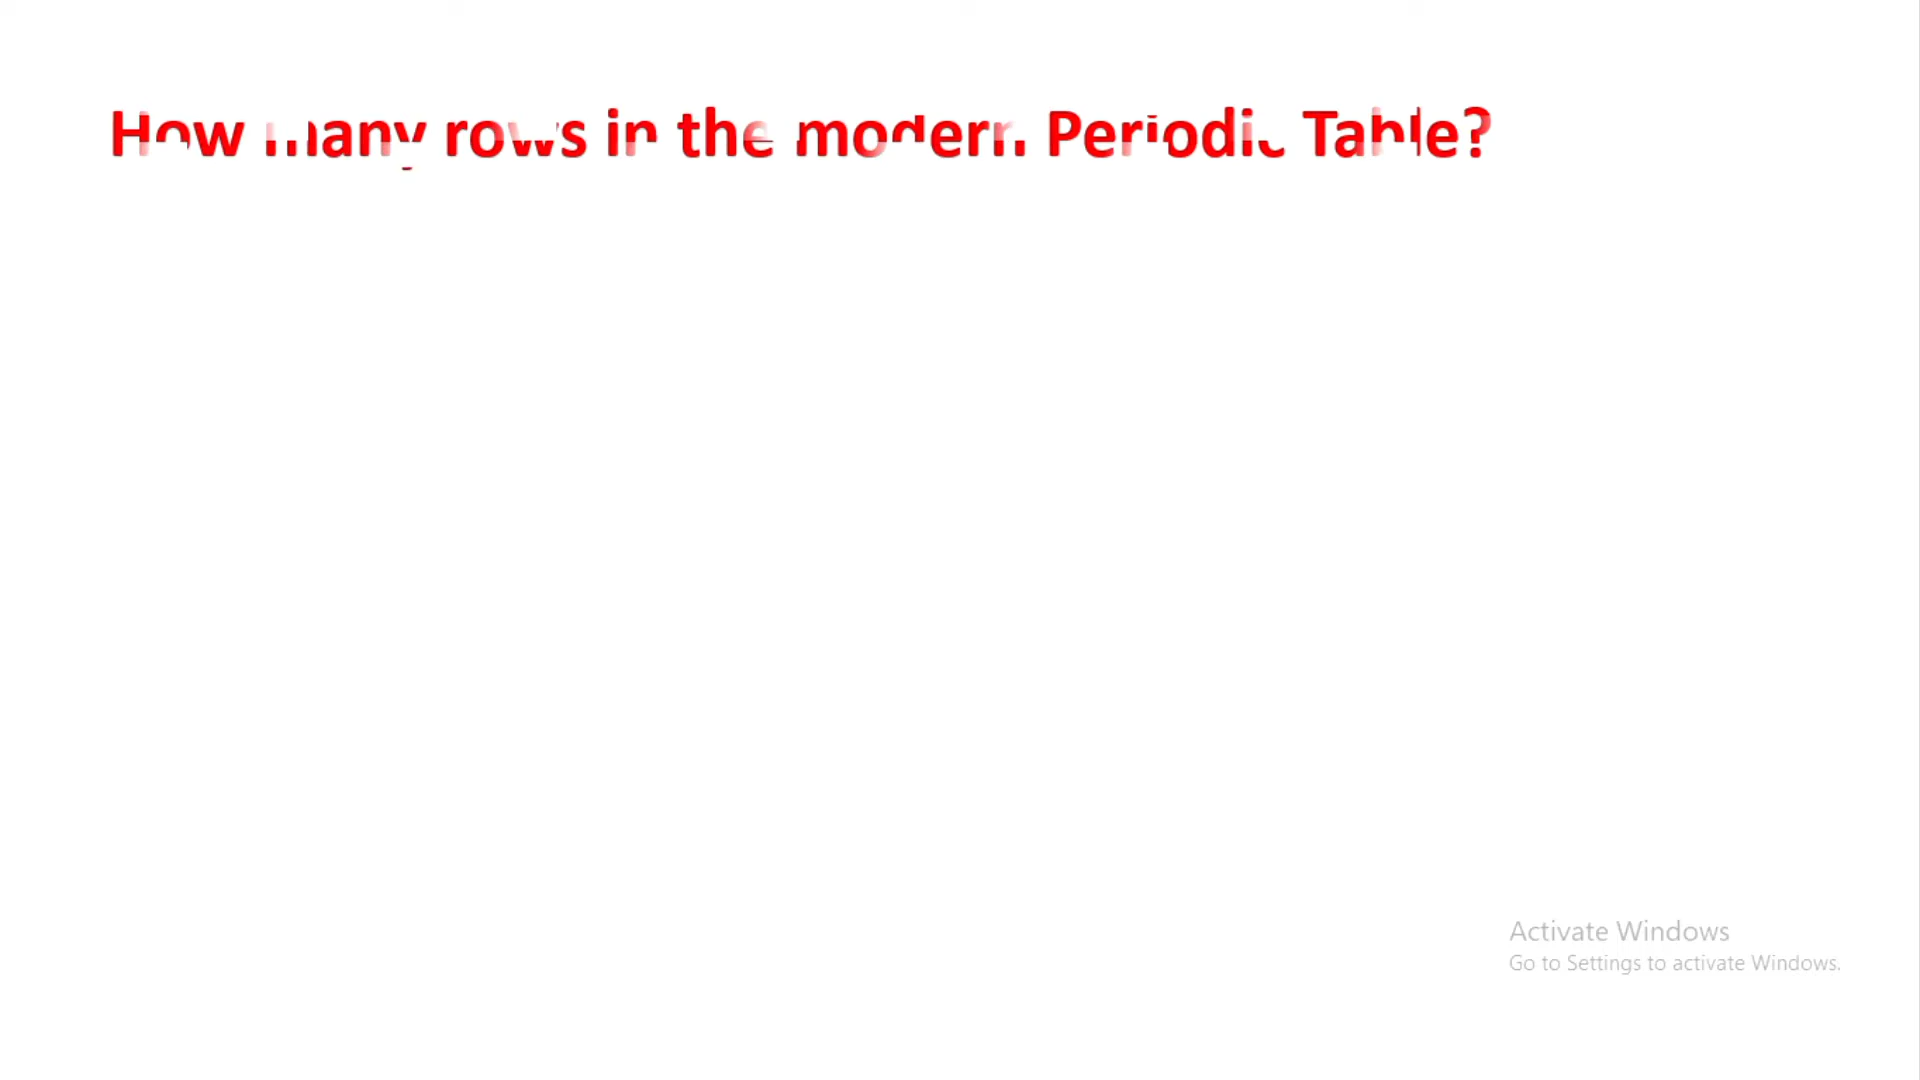 How many rows in the modern Periodic Table?
Activate Windows
Go to Settings to activate Windows.